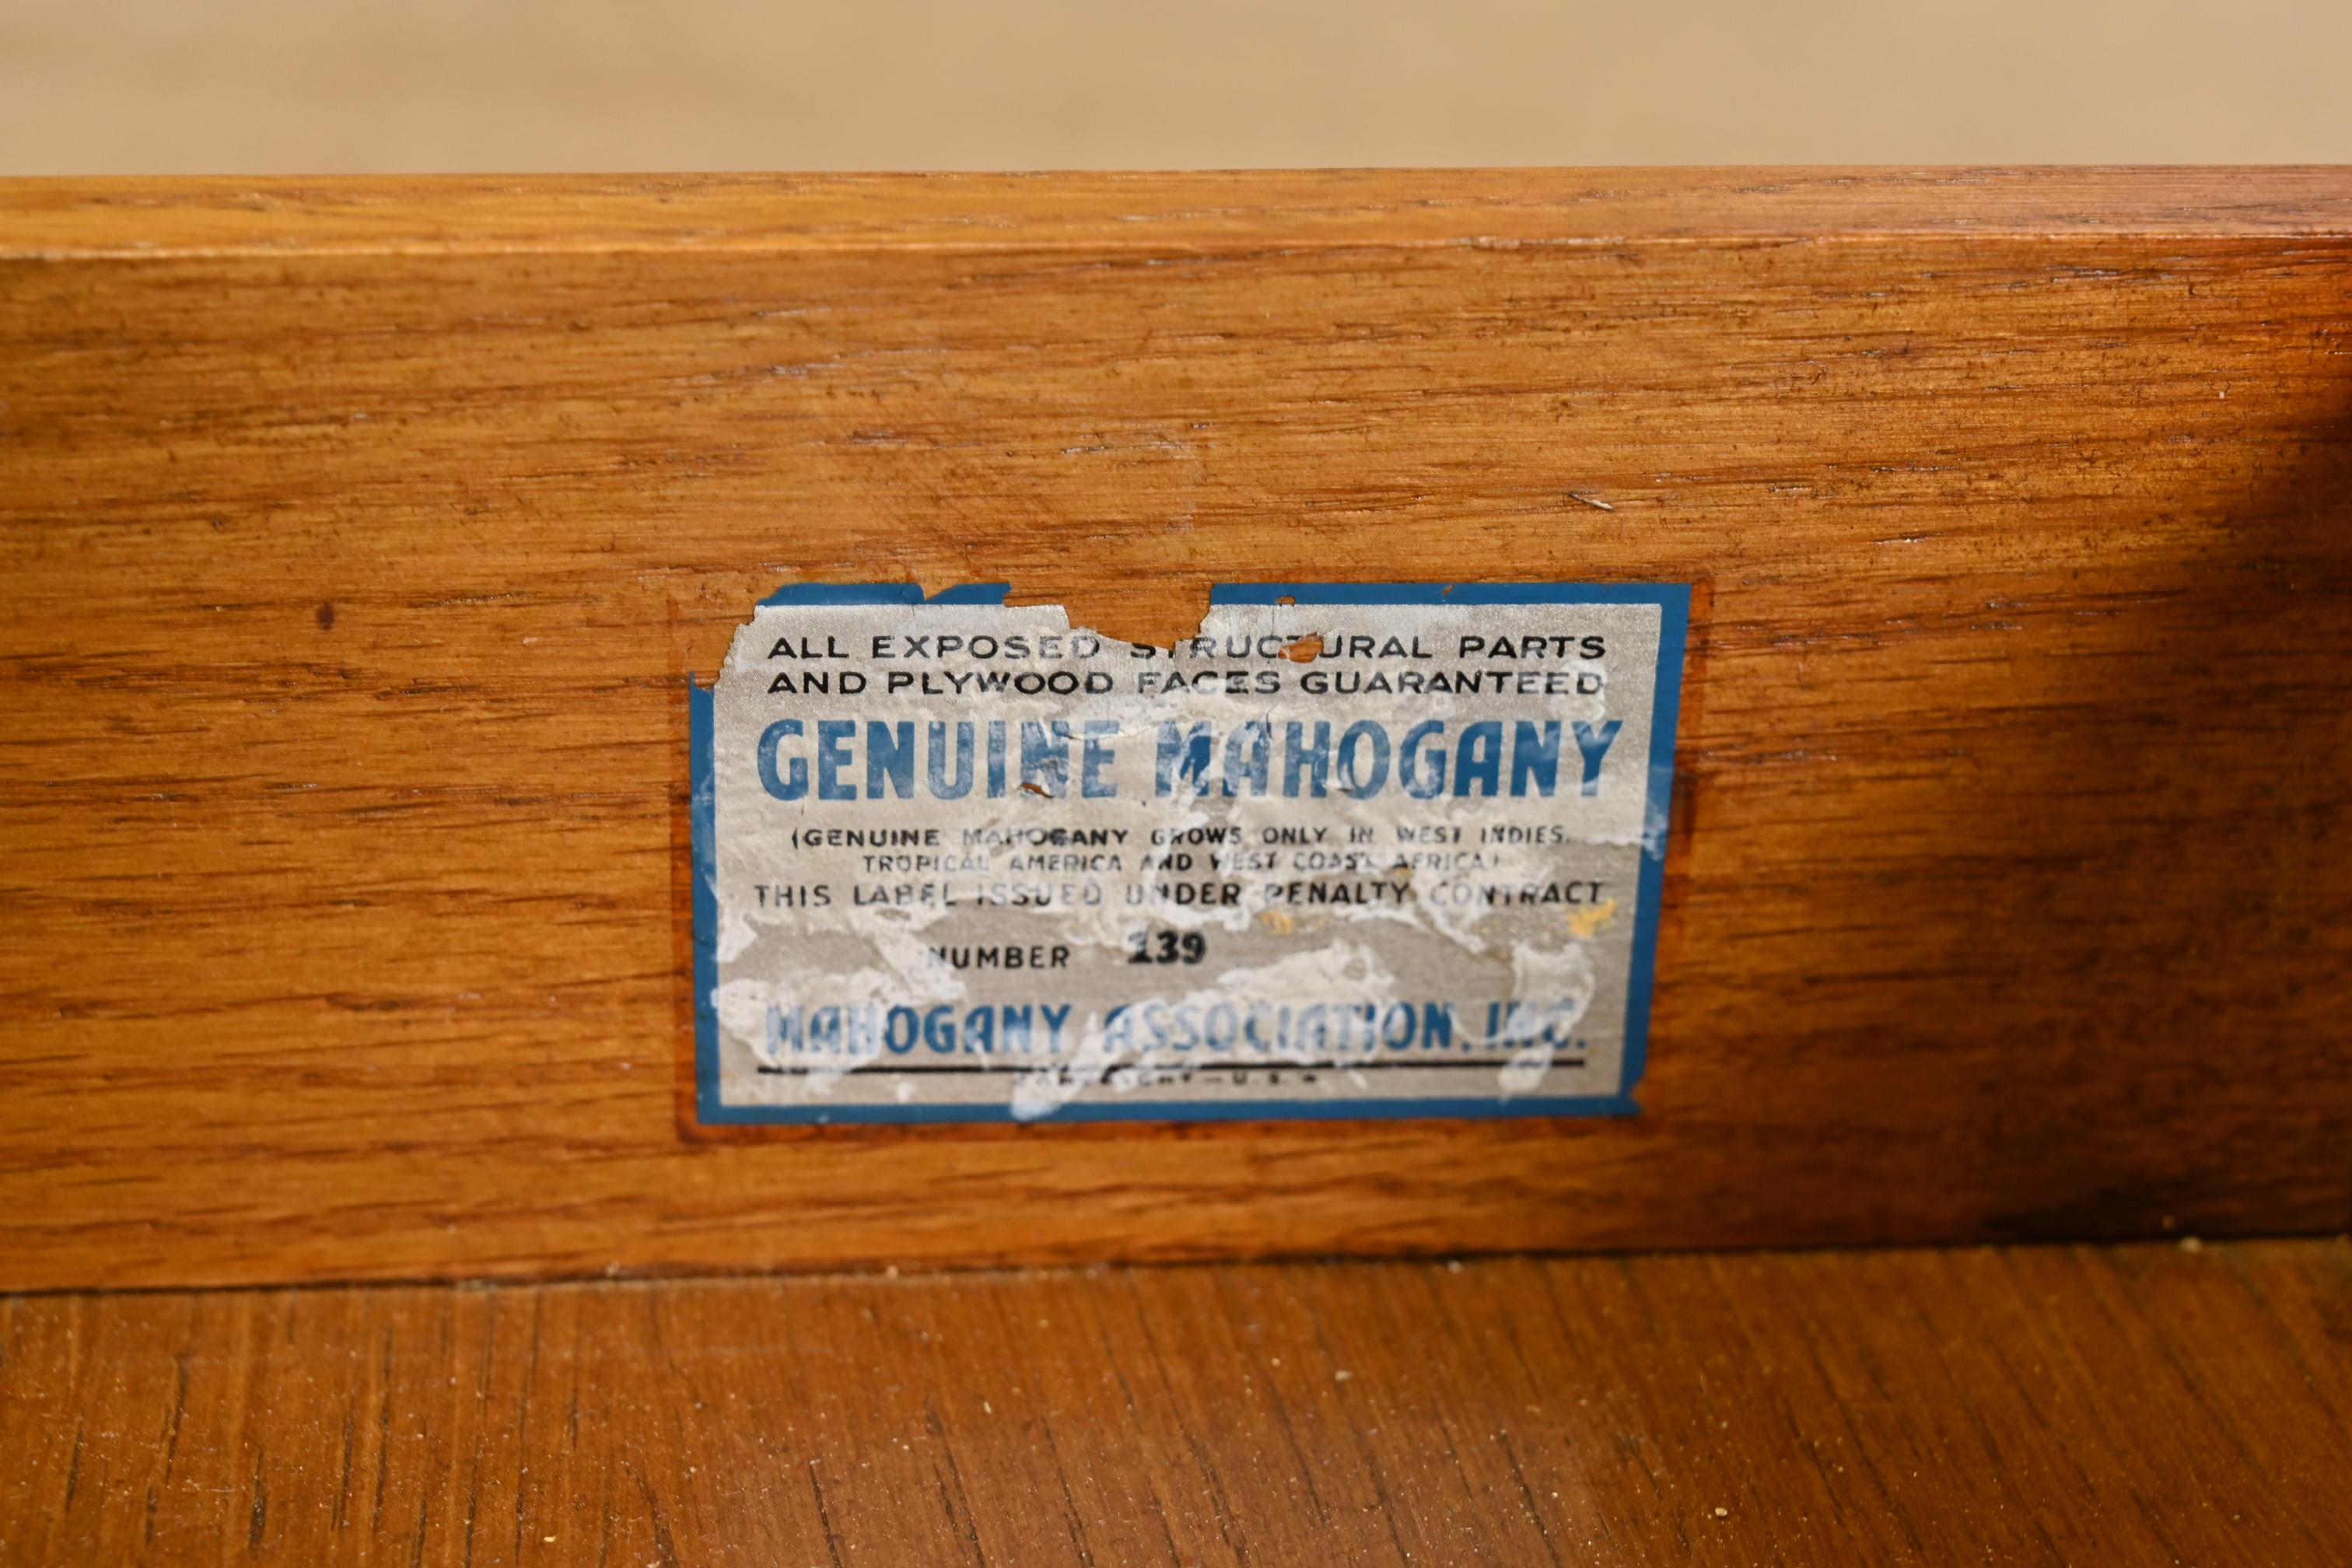 ALL EXPOSED STRUCTURAL PARTS
AND PLYWOOD FACES GUARANTEED
GENUINE MAHOGANY
(GENUINE MAHOGANY GROWS ONLY IN WEST INDIES,
TROPICAL AMERICA AND WEST COAST AFRICA)
THIS LABEL ISSUED UNDER PENALTY CONTRACT
NUMBER 139
MAHOGANY ASSOCIATION, INC.
U.S.A.